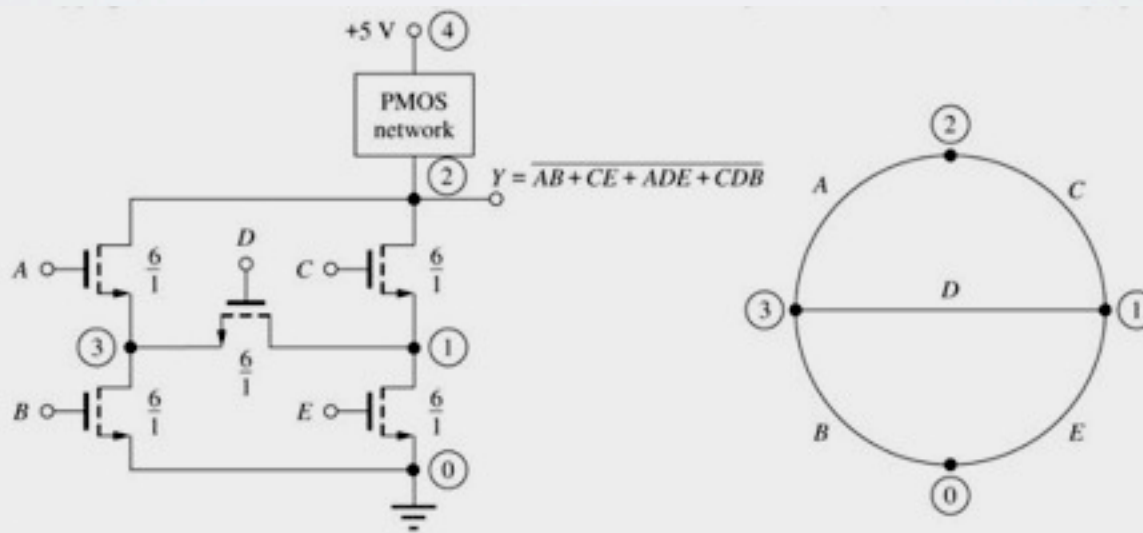 +5 V 4
PMOS
network
2 Y = \overline{AB + CE + ADE + CDB}
A 6/1
D
C 6/1
3
6/1
1
B 6/1
E 6/1
0
2
A
C
3
D
1
B
E
0